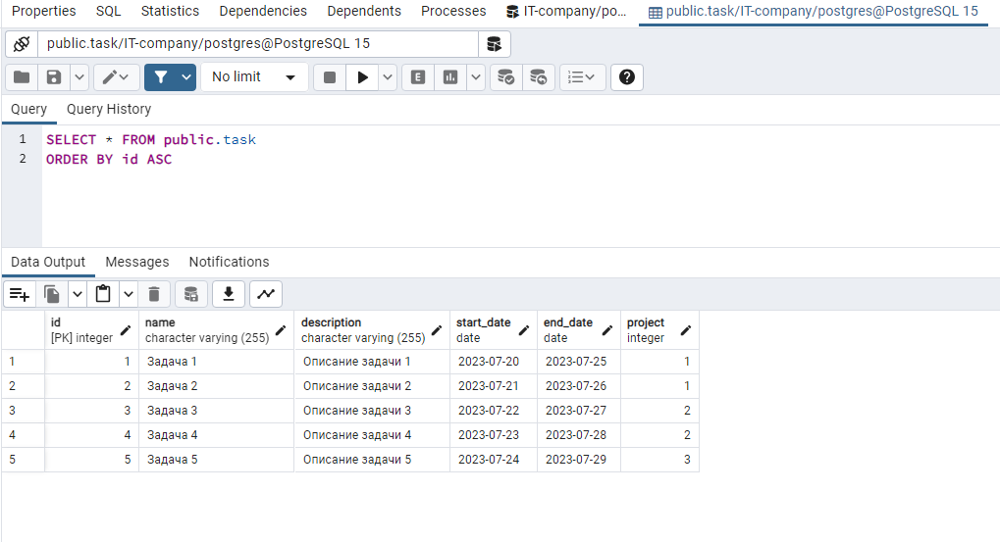 Properties SQL Statistics Dependencies Dependents Processes IT-company/po... public.task/IT-company/postgres@PostgreSQL 15
public.task/IT-company/postgres@PostgreSQL 15
No limit
E
Query Query History
1 SELECT * FROM public.task
2 ORDER BY id ASC
Data Output Messages Notifications
id name description start_date end_date project
[PK] integer character varying (255) character varying (255) date date integer
1 1 Задача 1 Описание задачи 1 2023-07-20 2023-07-25 1
2 2 Задача 2 Описание задачи 2 2023-07-21 2023-07-26 1
3 3 Задача 3 Описание задачи 3 2023-07-22 2023-07-27 2
4 4 Задача 4 Описание задачи 4 2023-07-23 2023-07-28 2
5 5 Задача 5 Описание задачи 5 2023-07-24 2023-07-29 3